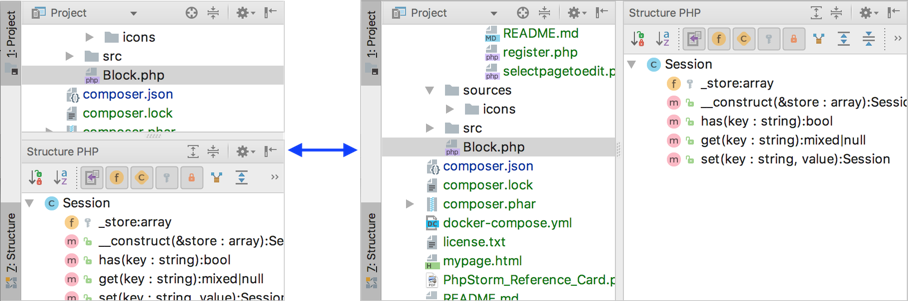 1: Project
Project
icons
src
Block.php
composer.json
composer.lock
composer.phar
Z: Structure
Structure PHP
Session
_store:array
__construct(&store : array):Se
has(key : string):bool
get(key : string):mixed|null
set(key : string, value):Session
1: Project
Project
README.md
register.php
selectpagetoedit.p
sources
icons
src
Block.php
composer.json
composer.lock
composer.phar
docker-compose.yml
license.txt
mypage.html
PhpStorm_Reference_Card.p
README.md
Z: Structure
Structure PHP
Session
_store:array
__construct(&store : array):Sessi
has(key : string):bool
get(key : string):mixed|null
set(key : string, value):Session